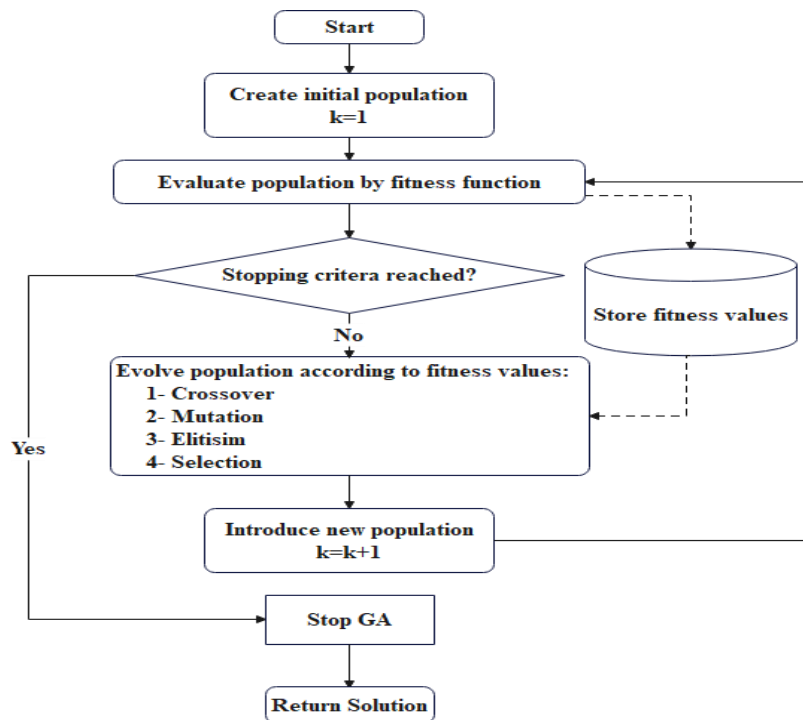 Start
Create initial population
k=1
Evaluate population by fitness function
Stopping critera reached?
Store fitness values
No
Evolve population according to fitness values:
1- Crossover
2- Mutation
3- Elitisim
4- Selection
Yes
Introduce new population
k=k+1
Stop GA
Return Solution